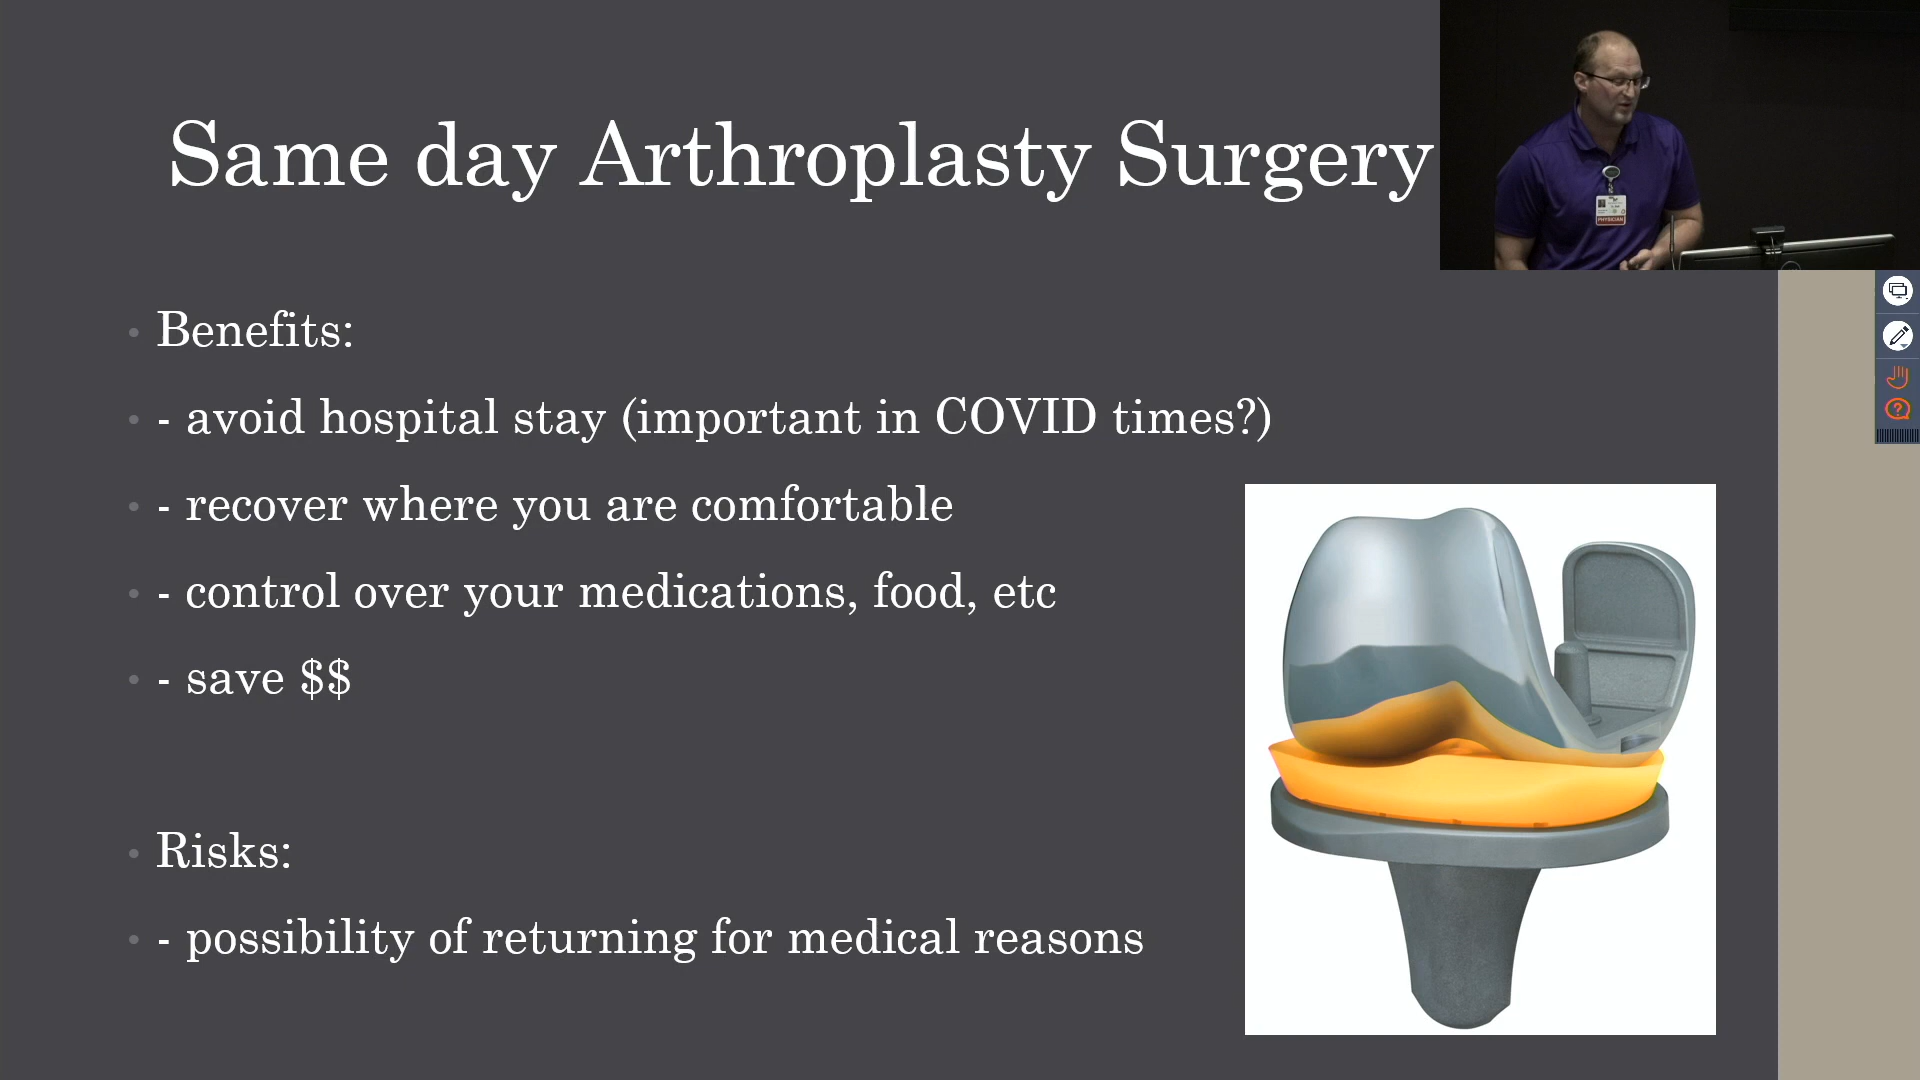 Same day Arthroplasty Surgery
PHYSICIAN
• Benefits:
• - avoid hospital stay (important in COVID times?)
• - recover where you are comfortable
• - control over your medications, food, etc
• - save $$
• Risks:
• - possibility of returning for medical reasons